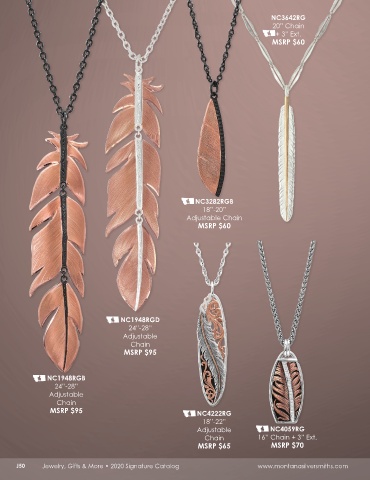 NC3642RG
20" Chain
+ 3" Ext.
MSRP $60
NC3282RGB
18"-20"
Adjustable Chain
MSRP $60
NC1948RGD
24"-28"
Adjustable
Chain
MSRP $95
NC1948RGB
24"-28"
Adjustable
Chain
MSRP $95
NC4222RG
18"-22"
Adjustable
Chain
MSRP $65
NC4059RG
16" Chain + 3" Ext.
MSRP $70
J50 Jewelry, Gifts & More • 2020 Signature Catalog www.montanasilversmiths.com